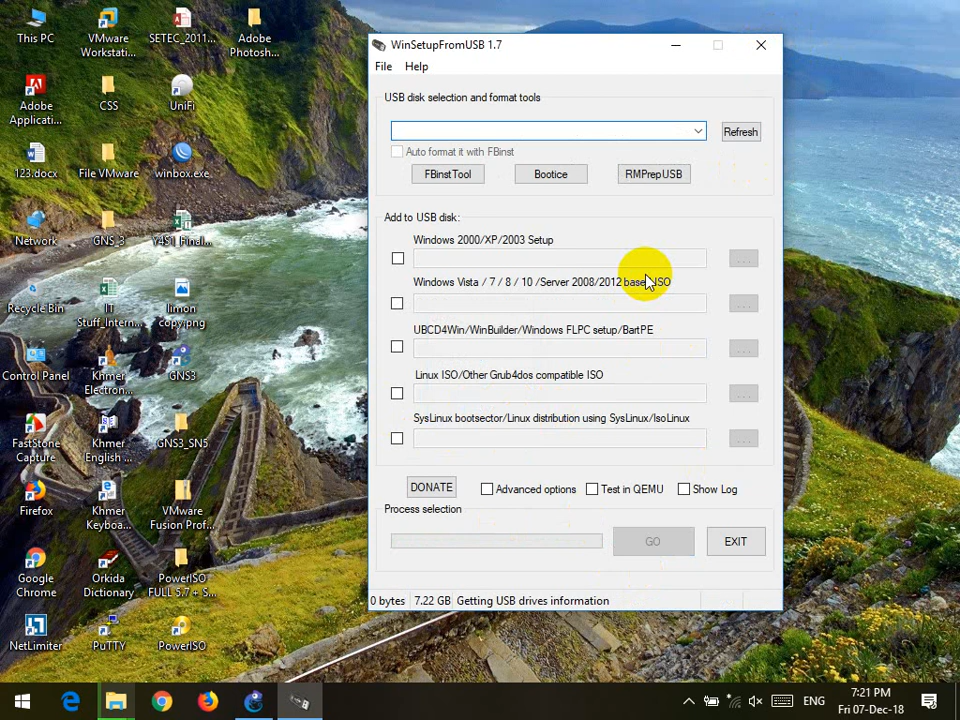 This PC
VMware
Workstati...
SETEC_2011...
Adobe
Photosh...
Adobe
Applicati...
CSS
UniFi
123.docx
File VMware
winbox.exe
Network
GNS_3
Y4S1_Final...
Recycle Bin
IT
Stuff_Intern...
limon
copy.png
Control Panel
Khmer
Electron...
GNS3
FastStone
Capture
Khmer
English ...
GNS3_SN5
Firefox
Khmer
Keyboa...
VMware
Fusion Prof...
Google
Chrome
Orkida
Dictionary
PowerISO
FULL 5.7 + S...
NetLimiter
PuTTY
PowerISO
WinSetupFromUSB 1.7
File Help
USB disk selection and format tools
Refresh
Auto format it with FBinst
FBinstTool Bootice RMPrepUSB
Add to USB disk:
Windows 2000/XP/2003 Setup
...
Windows Vista / 7 / 8 / 10 /Server 2008/2012 based ISO
...
UBCD4Win/WinBuilder/Windows FLPC setup/BartPE
...
Linux ISO/Other Grub4dos compatible ISO
...
SysLinux bootsector/Linux distribution using SysLinux/IsoLinux
...
DONATE Advanced options Test in QEMU Show Log
Process selection
GO EXIT
0 bytes 7.22 GB Getting USB drives information
ENG
7:21 PM
Fri 07-Dec-18